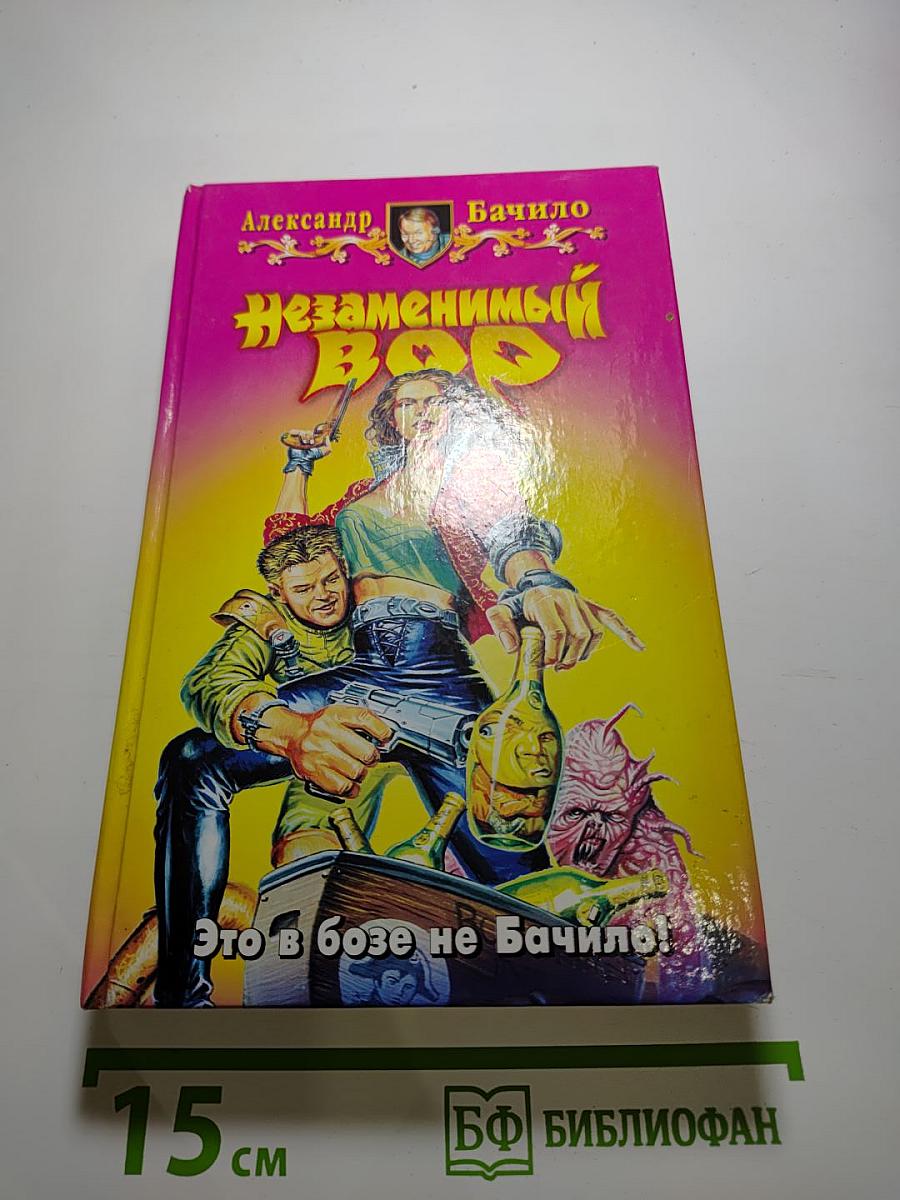 Александр Бачило
Незаменимый
вор
Это в бозе не Бачило!
15 см
БФ БИБЛИОФАН